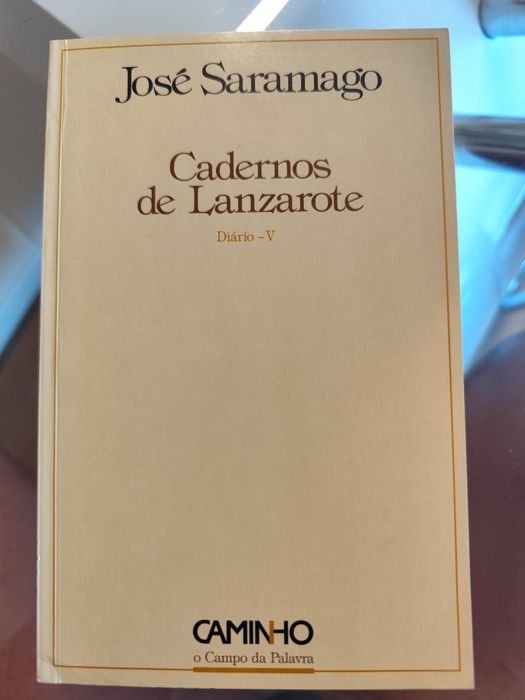 José Saramago
Cadernos
de Lanzarote
Diário – V
CAMINHO
o Campo da Palavra